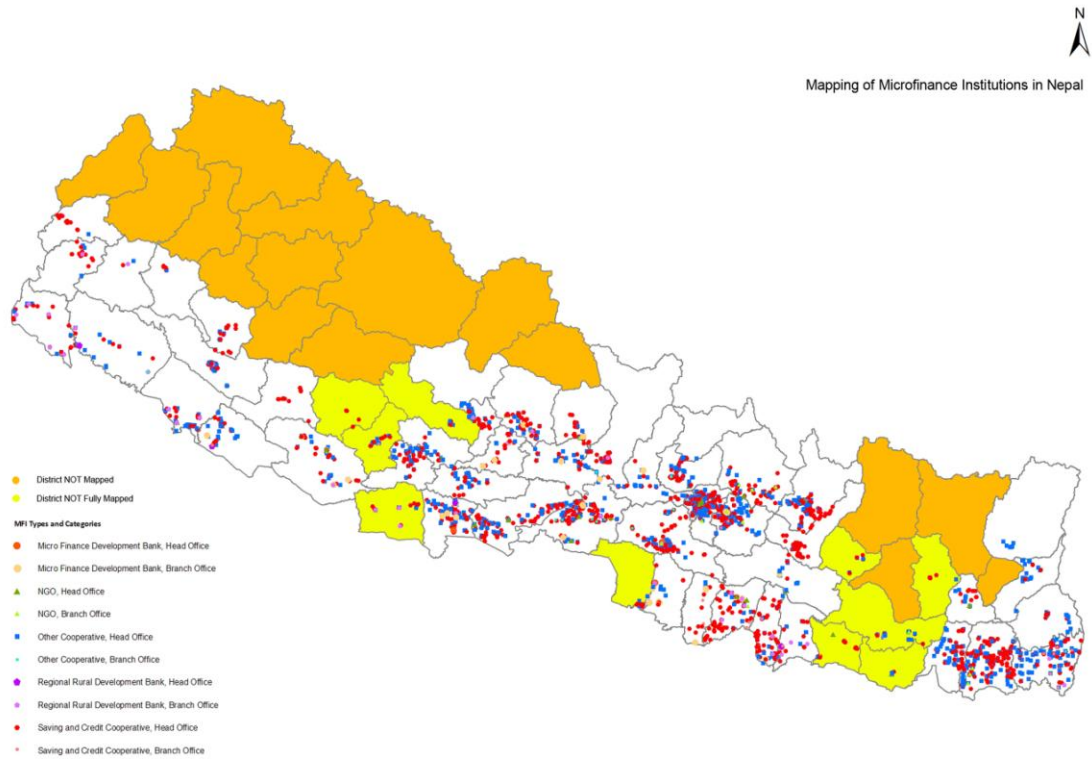 N
Mapping of Microfinance Institutions in Nepal
District NOT Mapped
District NOT Fully Mapped
MFI Types and Categories
Micro Finance Development Bank, Head Office
Micro Finance Development Bank, Branch Office
NGO, Head Office
NGO, Branch Office
Other Cooperative, Head Office
Other Cooperative, Branch Office
Regional Rural Development Bank, Head Office
Regional Rural Development Bank, Branch Office
Saving and Credit Cooperative, Head Office
Saving and Credit Cooperative, Branch Office